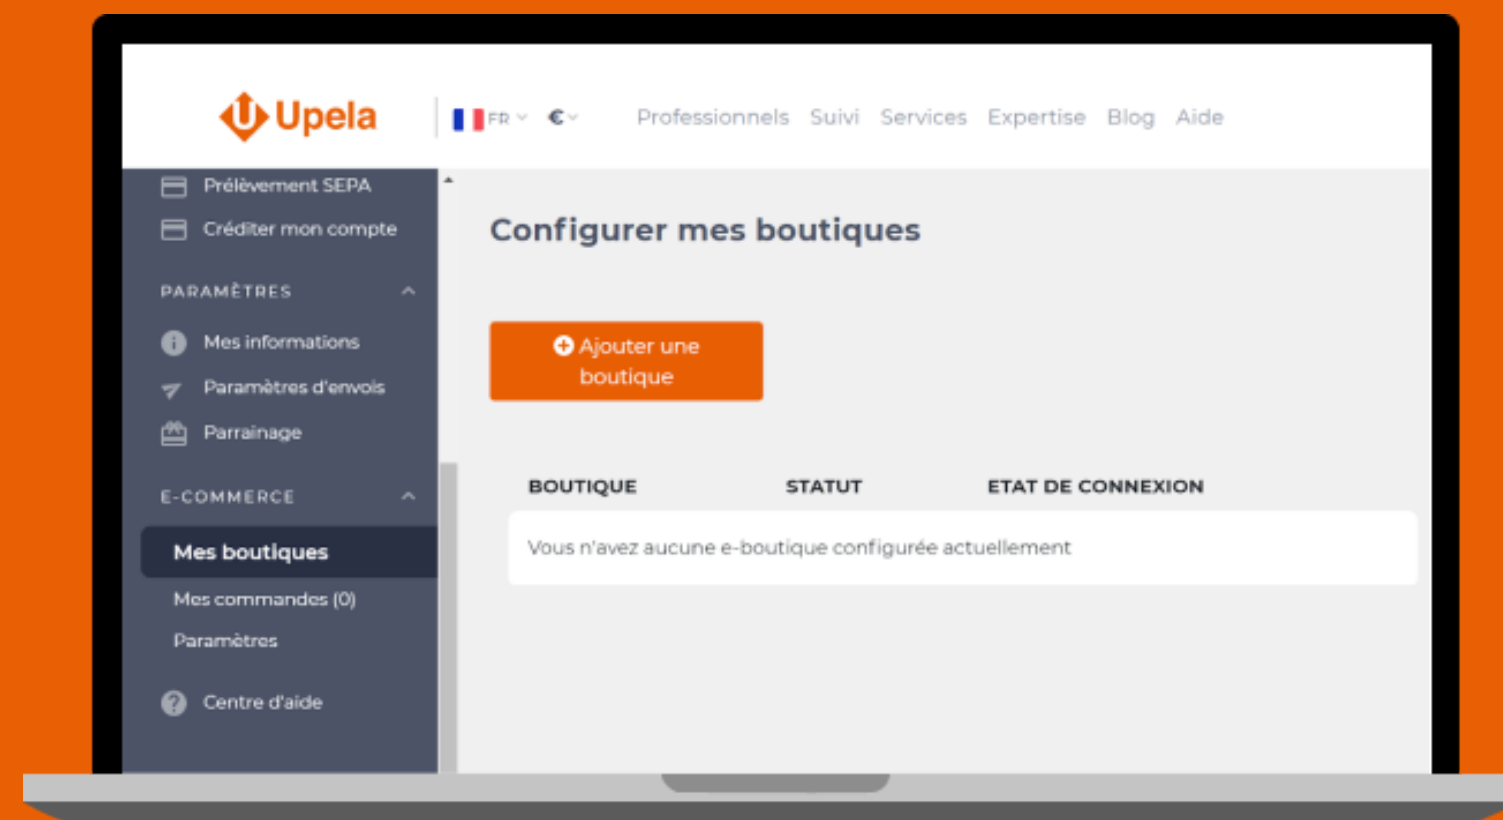 Upela
FR € Professionnels Suivi Services Expertise Blog Aide
Prélèvement SEPA
Créditer mon compte
PARAMÈTRES
Mes informations
Paramètres d'envois
Parrainage
E-COMMERCE
Mes boutiques
Mes commandes (0)
Paramètres
Centre d'aide
Configurer mes boutiques
Ajouter une
boutique
BOUTIQUE STATUT ETAT DE CONNEXION
Vous n'avez aucune e-boutique configurée actuellement